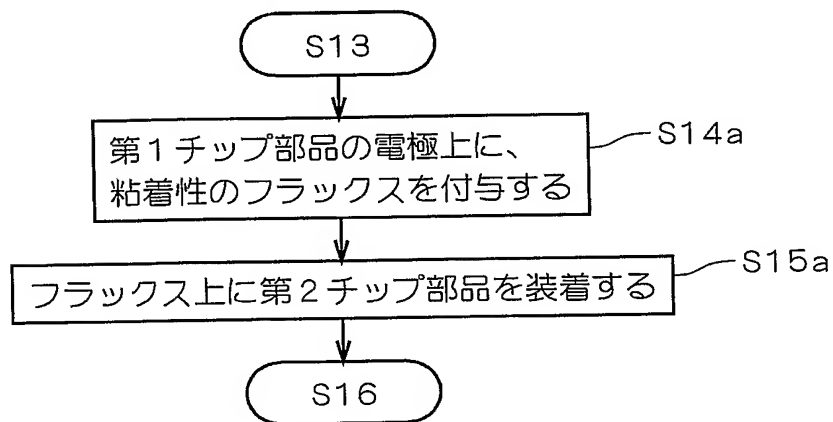 S13
第1チップ部品の電極上に、
粘着性のフラックスを付与する
S14a
フラックス上に第2チップ部品を装着する
S15a
S16